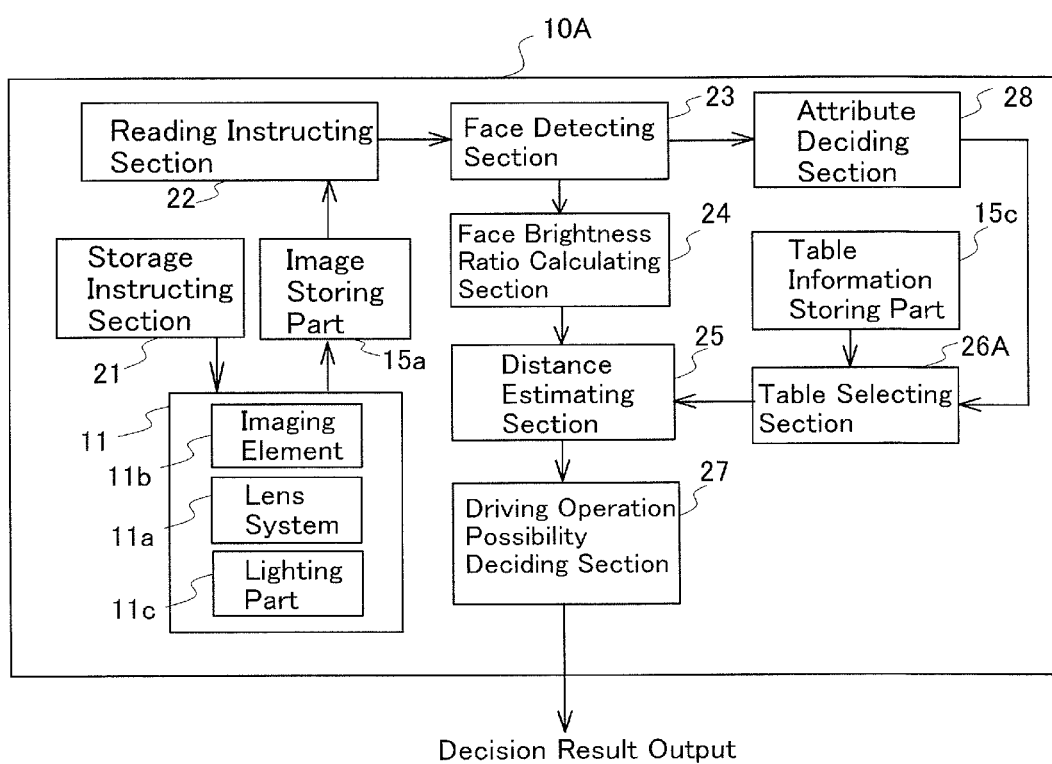 10A
Reading Instructing
Section
22
Face Detecting
Section
23
Attribute
Deciding
Section
28
Storage
Instructing
Section
21
Image
Storing
Part
15a
Face Brightness
Ratio Calculating
Section
24
Table
Information
Storing Part
15c
Distance
Estimating
Section
25
Table Selecting
Section
26A
11
Imaging
Element
11b
Lens
System
11a
Lighting
Part
11c
Driving Operation
Possibility
Deciding Section
27
Decision Result Output